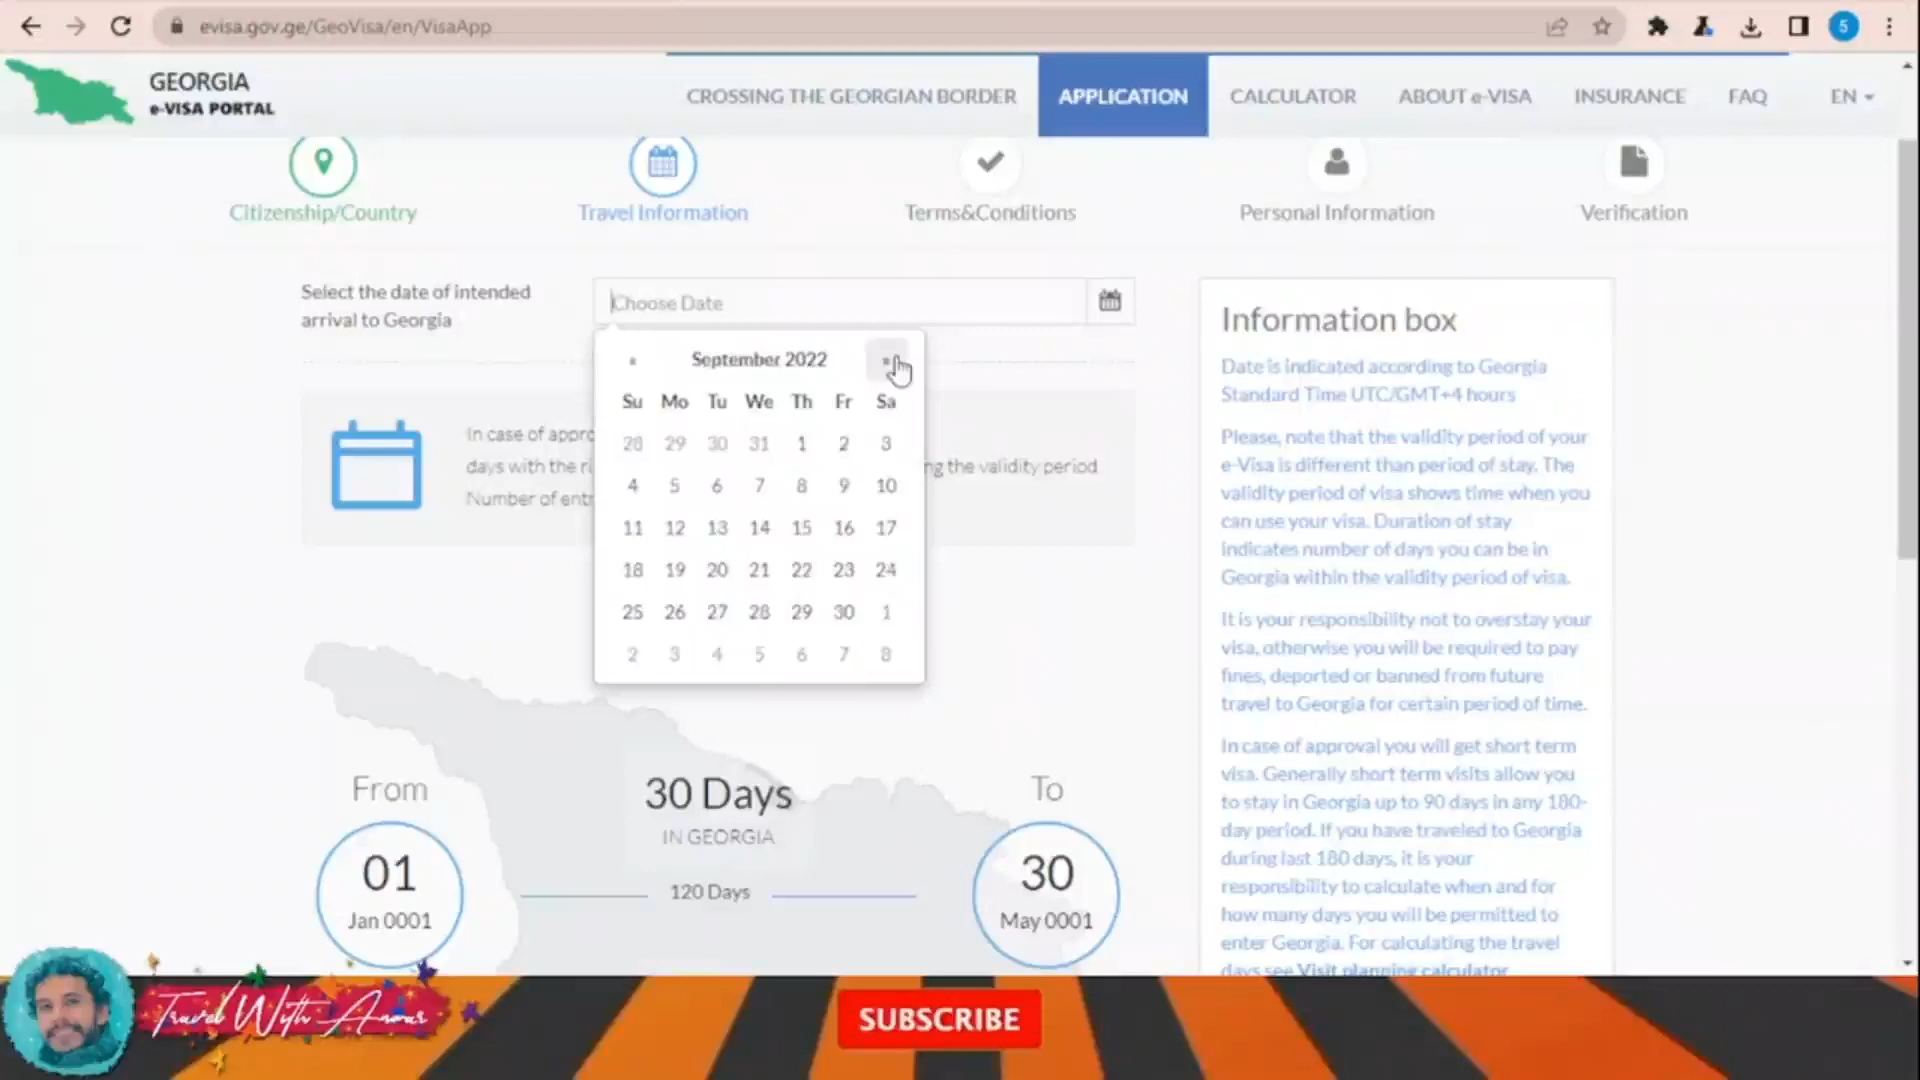 evisa.gov.ge/GeoVisa/en/VisaApp
5
GEORGIA
e-VISA PORTAL
CROSSING THE GEORGIAN BORDER
APPLICATION
CALCULATOR
ABOUT e-VISA
INSURANCE
FAQ
EN
Citizenship/Country
Travel Information
Terms&Conditions
Personal Information
Verification
Select the date of intended
arrival to Georgia
Choose Date
« September 2022 »
Su Mo Tu We Th Fr Sa
28 29 30 31 1 2 3
4 5 6 7 8 9 10
11 12 13 14 15 16 17
18 19 20 21 22 23 24
25 26 27 28 29 30 1
2 3 4 5 6 7 8
In case of appro
days with the ri
ng the validity period
Number of entr
From
01
Jan 0001
30 Days
IN GEORGIA
120 Days
To
30
May 0001
Information box
Date is indicated according to Georgia
Standard Time UTC/GMT+4 hours
Please, note that the validity period of your
e-Visa is different than period of stay. The
validity period of visa shows time when you
can use your visa. Duration of stay
indicates number of days you can be in
Georgia within the validity period of visa.
It is your responsibility not to overstay your
visa, otherwise you will be required to pay
fines, deported or banned from future
travel to Georgia for certain period of time.
In case of approval you will get short term
visa. Generally short term visits allow you
to stay in Georgia up to 90 days in any 180-
day period. If you have traveled to Georgia
during last 180 days, it is your
responsibility to calculate when and for
how many days you will be permitted to
enter Georgia. For calculating the travel
days see Visit planning calculator
Travel With Anwar
SUBSCRIBE